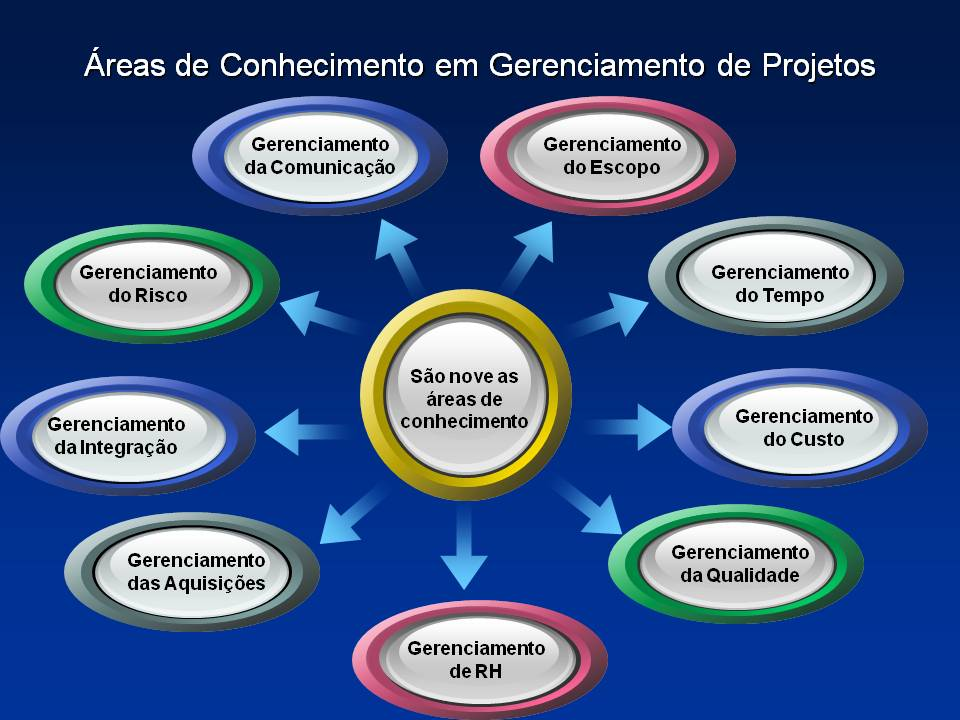 Áreas de Conhecimento em Gerenciamento de Projetos
Gerenciamento
da Comunicação
Gerenciamento
do Escopo
Gerenciamento
do Risco
Gerenciamento
do Tempo
São nove as
áreas de
conhecimento
Gerenciamento
da Integração
Gerenciamento
do Custo
Gerenciamento
das Aquisições
Gerenciamento
da Qualidade
Gerenciamento
de RH